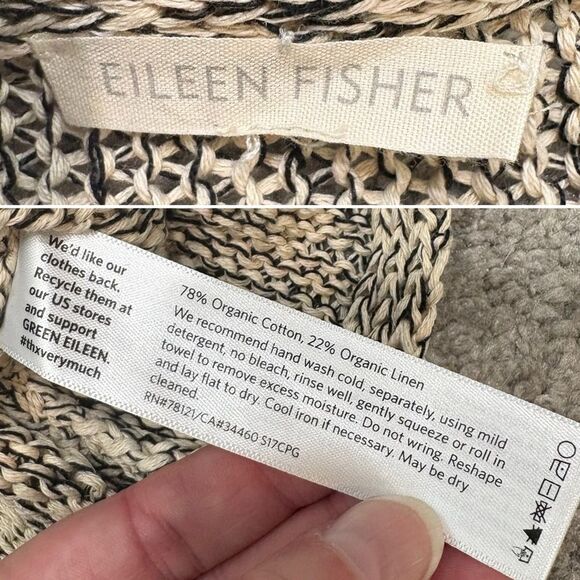 EILEEN FISHER
We'd like our
clothes back.
Recycle them at
our US stores
and support
GREEN EILEEN.
#thxverymuch
78% Organic Cotton, 22% Organic Linen
We recommend hand wash cold, separately, using mild
detergent, no bleach, rinse well, gently squeeze or roll in
towel to remove excess moisture. Do not wring. Reshape
and lay flat to dry. Cool iron if necessary. May be dry
cleaned.
RN#78121/CA#34460 S17CPG